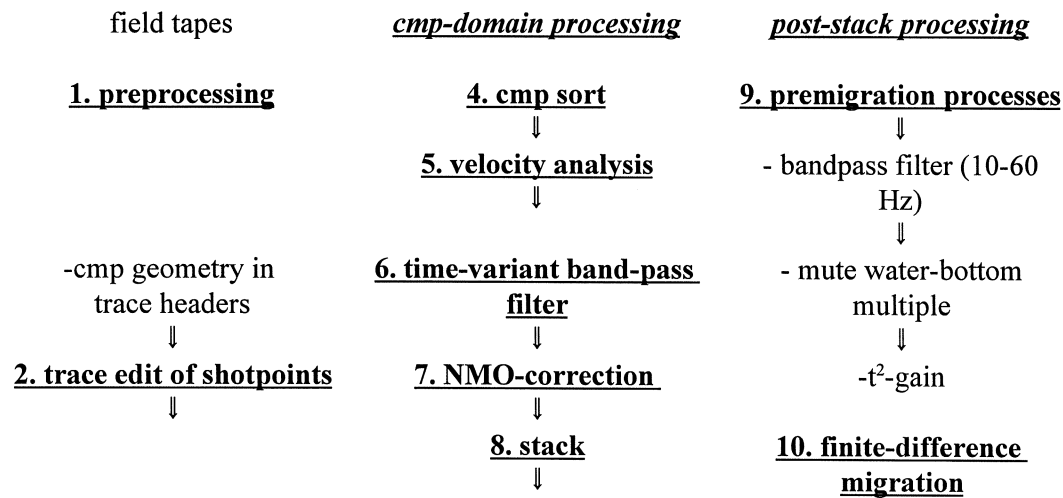 field tapes
1. preprocessing
-cmp geometry in
trace headers
⇓
2. trace edit of shotpoints
⇓
cmp-domain processing
4. cmp sort
⇓
5. velocity analysis
⇓
6. time-variant band-pass
filter
⇓
7. NMO-correction
⇓
8. stack
⇓
post-stack processing
9. premigration processes
⇓
- bandpass filter (10-60
Hz)
⇓
- mute water-bottom
multiple
⇓
-t²-gain
10. finite-difference
migration